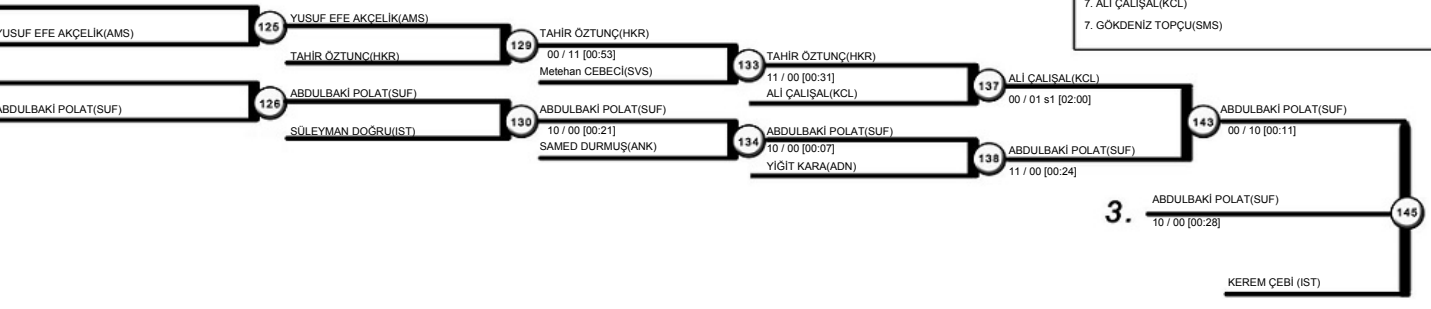 7. ALİ ÇALIŞAL(KCL)
7. GÖKDENİZ TOPÇU(SMS)
YUSUF EFE AKÇELİK(AMS)
125
YUSUF EFE AKÇELİK(AMS)
TAHİR ÖZTUNÇ(HKR)
129
TAHİR ÖZTUNÇ(HKR)
00 / 11 [00:53]
Metehan CEBECİ(SVS)
133
TAHİR ÖZTUNÇ(HKR)
11 / 00 [00:31]
ALİ ÇALIŞAL(KCL)
137
ALİ ÇALIŞAL(KCL)
00 / 01 s1 [02:00]
ABDULBAKİ POLAT(SUF)
126
ABDULBAKİ POLAT(SUF)
SÜLEYMAN DOĞRU(IST)
130
ABDULBAKİ POLAT(SUF)
10 / 00 [00:21]
SAMED DURMUŞ(ANK)
134
ABDULBAKİ POLAT(SUF)
10 / 00 [00:07]
YİĞİT KARA(ADN)
138
ABDULBAKİ POLAT(SUF)
11 / 00 [00:24]
143
ABDULBAKİ POLAT(SUF)
00 / 10 [00:11]
3.
ABDULBAKİ POLAT(SUF)
10 / 00 [00:28]
145
KEREM ÇEBİ (IST)